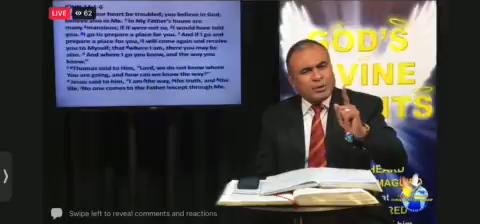 LIVE 62
your heart be troubled; you believe in God,
believe also in Me. In My Father's house are
many mansions; if it were not so, I would have told
you. I go to prepare a place for you. And if I go and
prepare a place for you, I will come again and receive
you to Myself; that where I am, there you may be
also. And where I go you know, and the way you
know."
Thomas said to Him, "Lord, we do not know where
You are going, and how can we know the way?"
Jesus said to him, "I am the way, the truth, and the
life. No one comes to the Father except through Me.
GOD'S
DIVINE
Swipe left to reveal comments and reactions